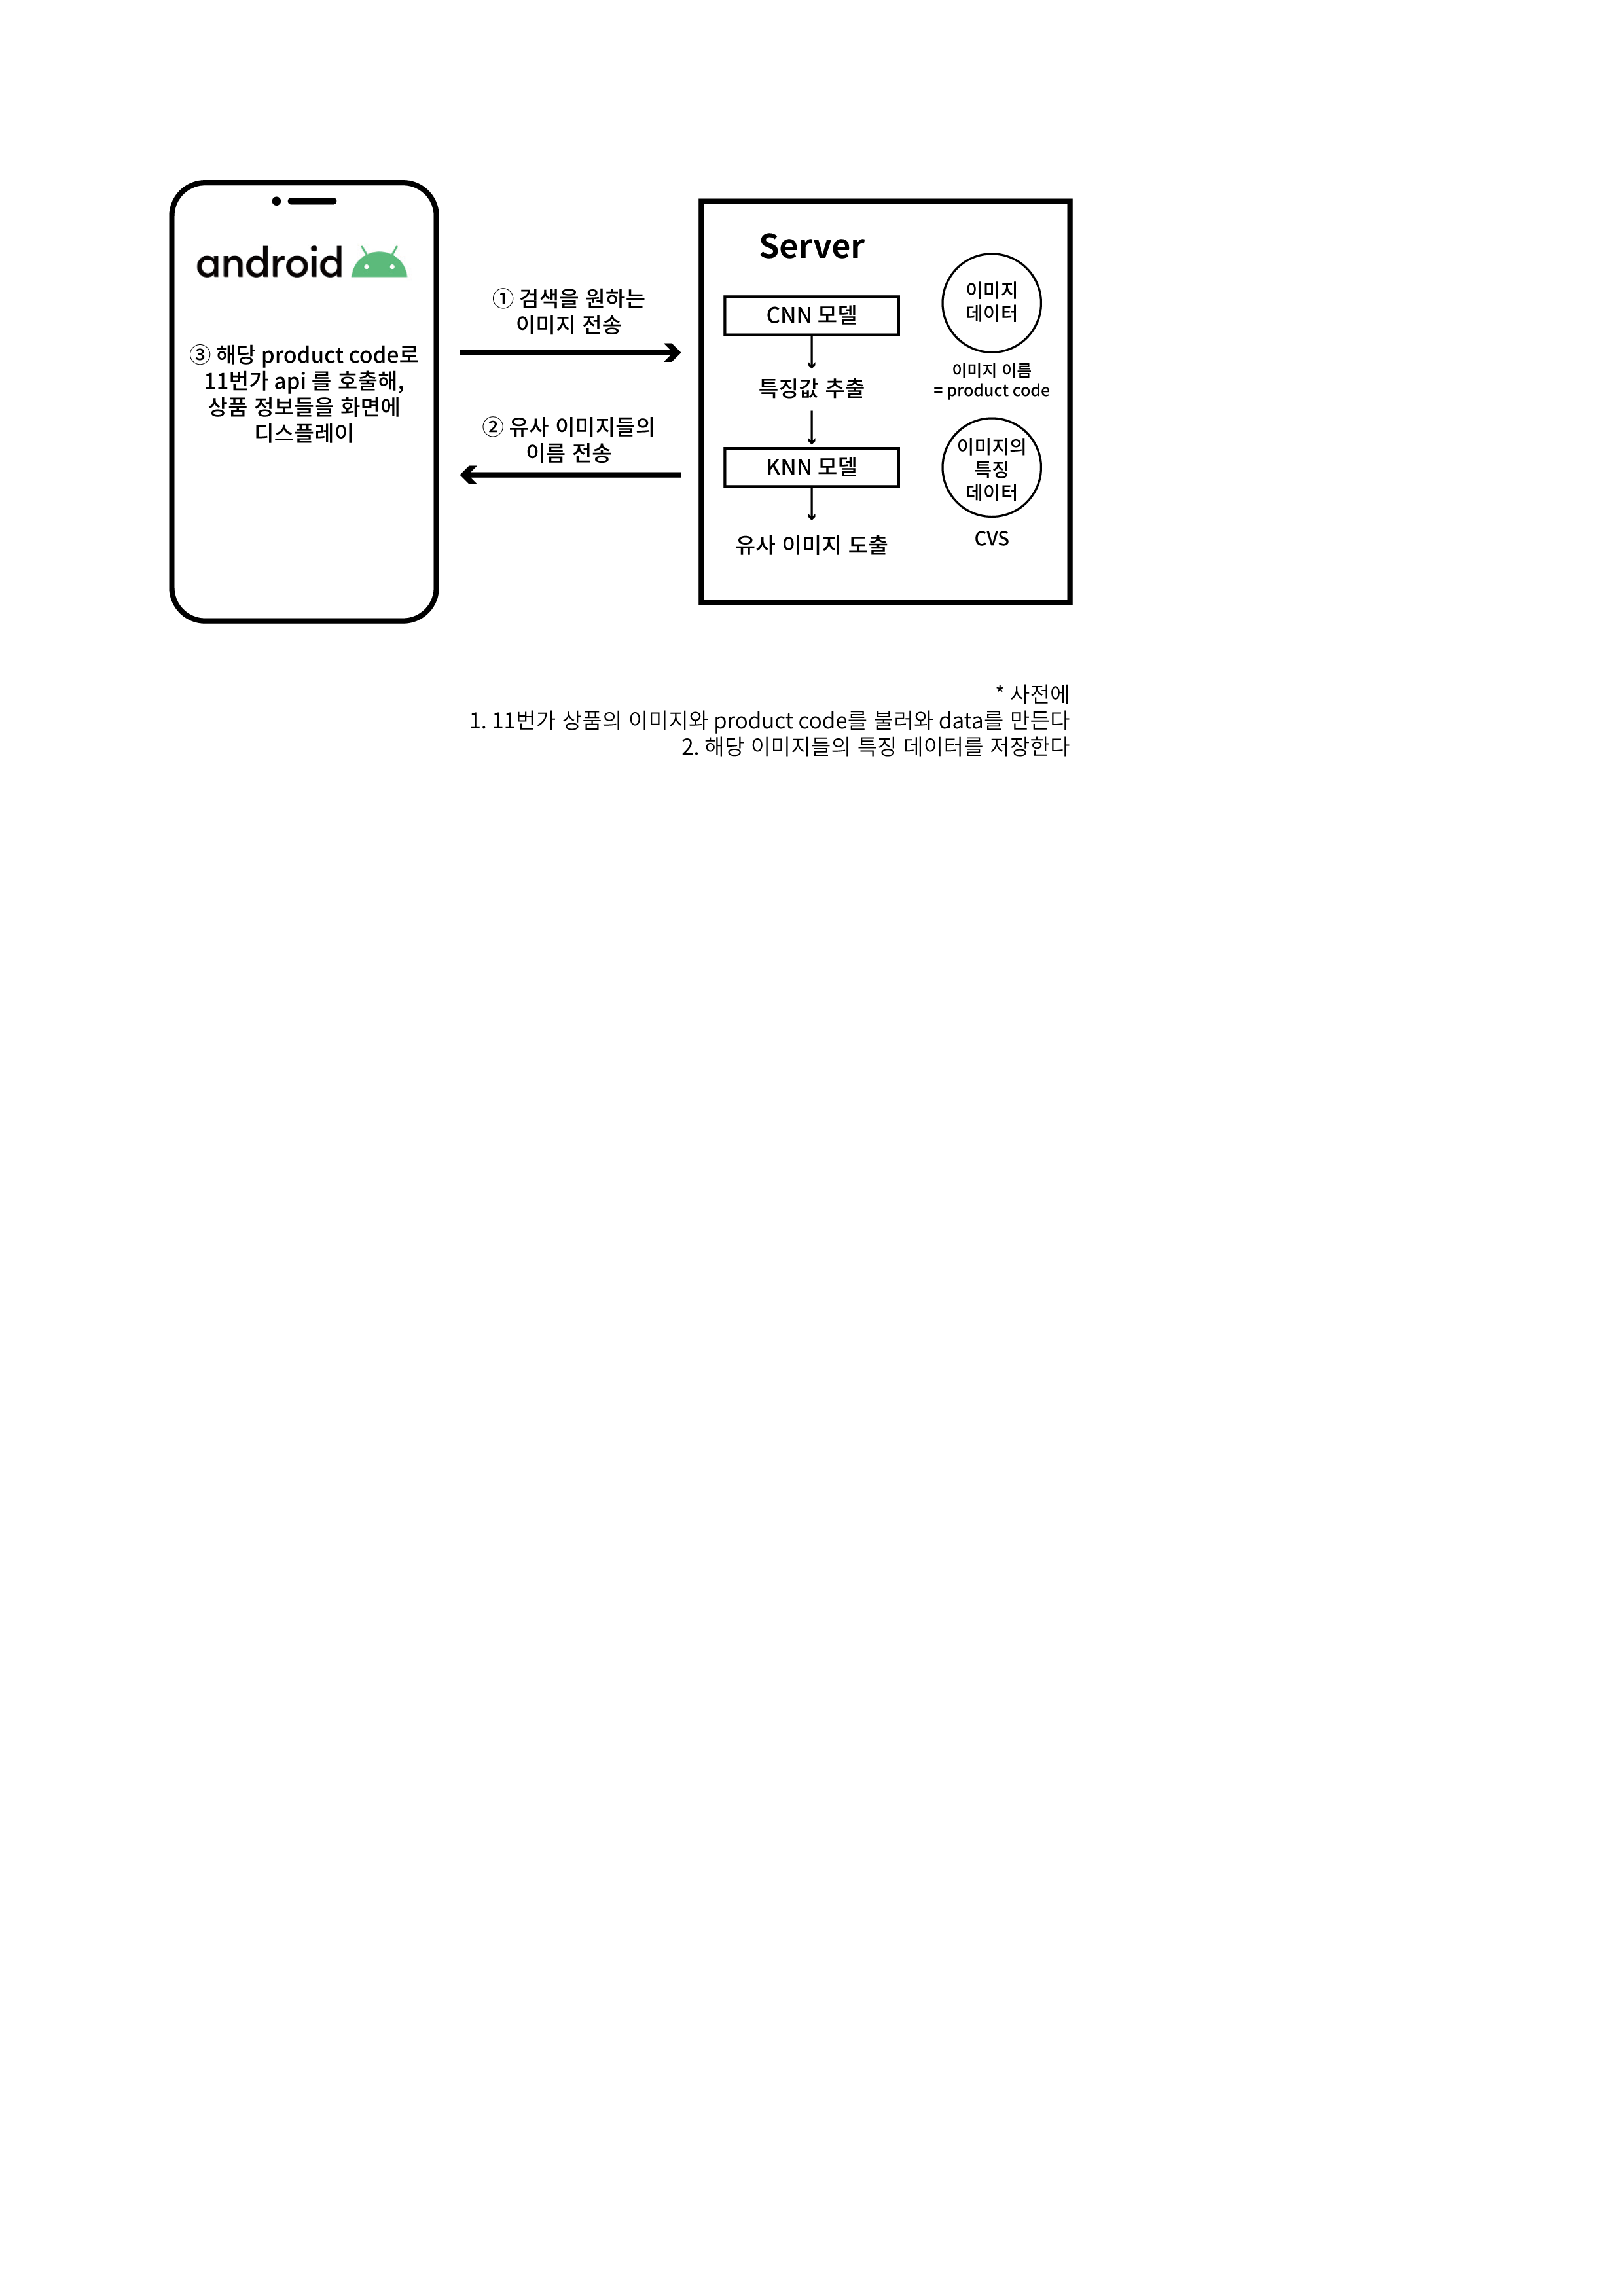 android
③ 해당 product code로
11번가 api 를 호출해,
상품 정보들을 화면에
디스플레이
① 검색을 원하는
이미지 전송
② 유사 이미지들의
이름 전송
Server
CNN 모델
특징값 추출
KNN 모델
유사 이미지 도출
이미지
데이터
이미지 이름
= product code
이미지의
특징
데이터
CVS
* 사전에
1. 11번가 상품의 이미지와 product code를 불러와 data를 만든다
2. 해당 이미지들의 특징 데이터를 저장한다